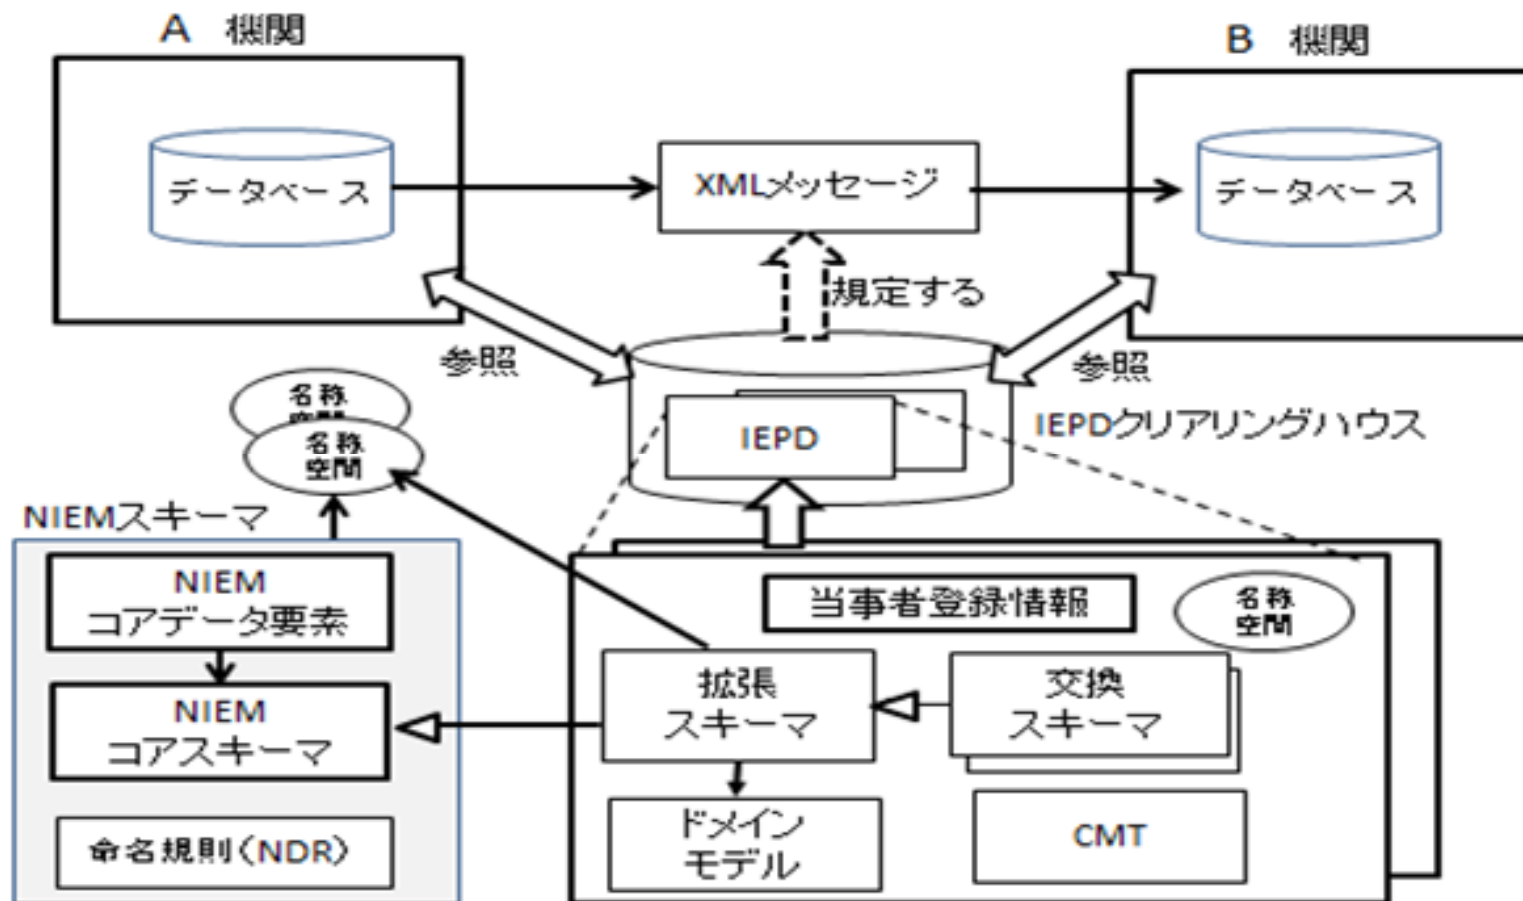 A 機関
B 機関
データベース
XMLメッセージ
データベース
規定する
参照
参照
名称
空間
名称
空間
IEPD
IEPDクリアリングハウス
NIEMスキーマ
NIEM
コアデータ要素
当事者登録情報
名称
空間
NIEM
コアスキーマ
拡張
スキーマ
交換
スキーマ
命名規則(NDR)
ドメイン
モデル
CMT